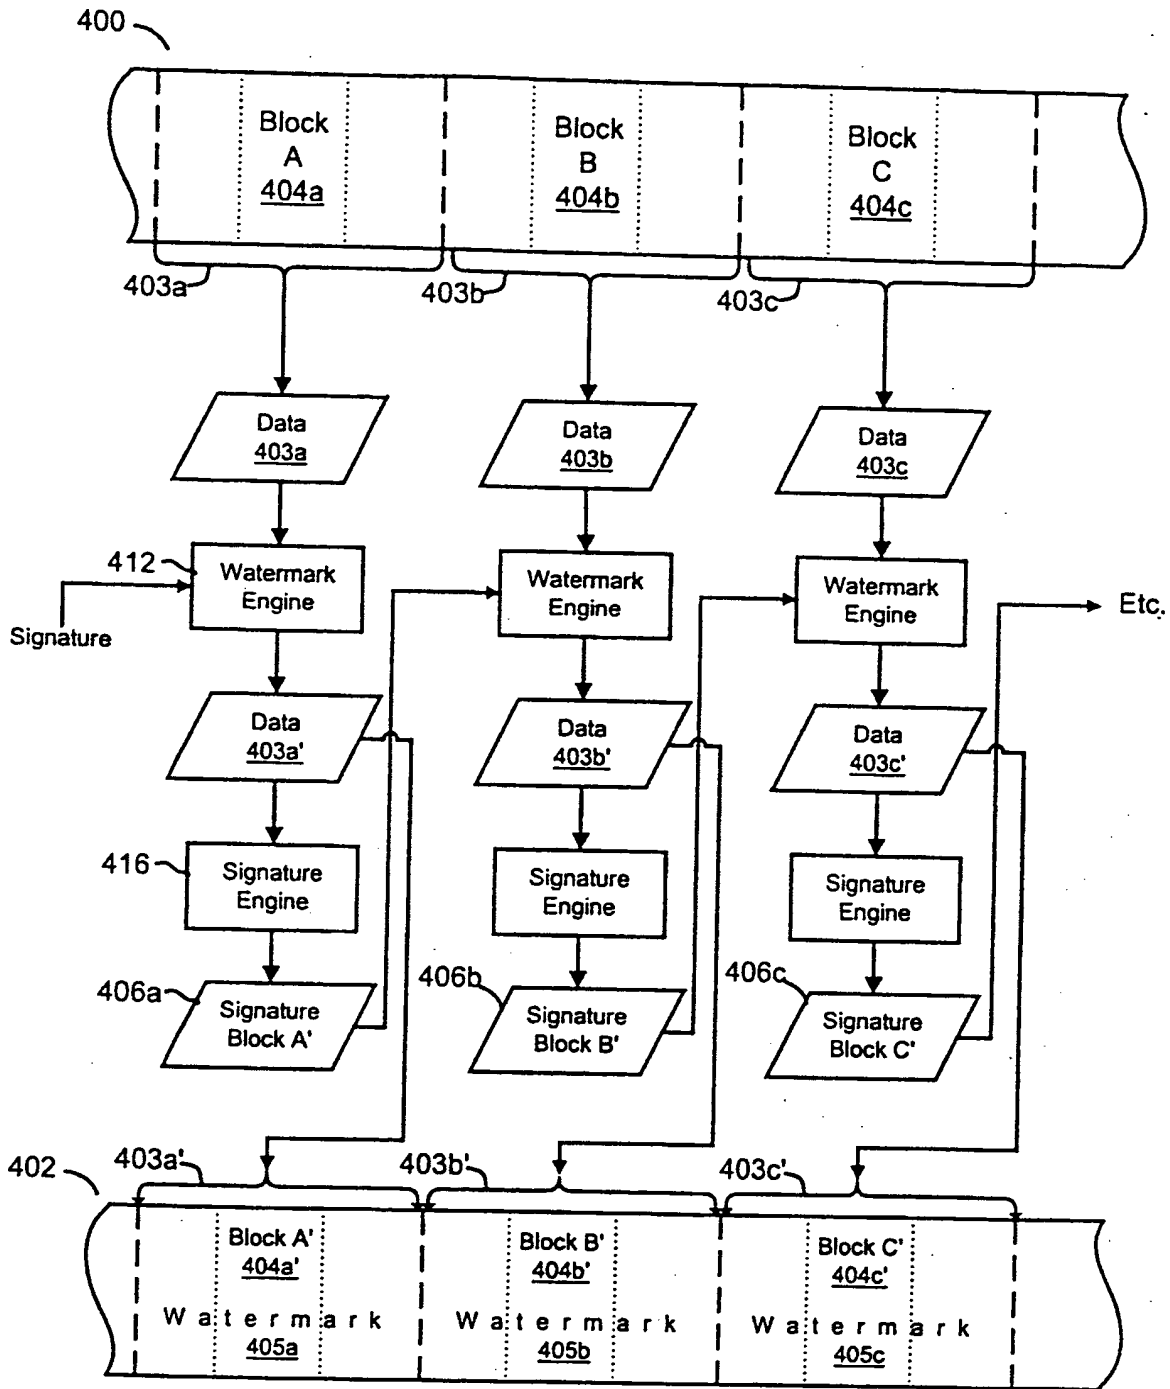 400
Block
A
404a
Block
B
404b
Block
C
404c
403a
403b
403c
Data
403a
Data
403b
Data
403c
412
Watermark
Engine
Watermark
Engine
Watermark
Engine
Signature
Etc.
Data
403a'
Data
403b'
Data
403c'
416
Signature
Engine
Signature
Engine
Signature
Engine
406a
Signature
Block A'
406b
Signature
Block B'
406c
Signature
Block C'
402
403a'
403b'
403c'
Block A'
404a'
Block B'
404b'
Block C'
404c'
Watermark
405a
Watermark
405b
Watermark
405c